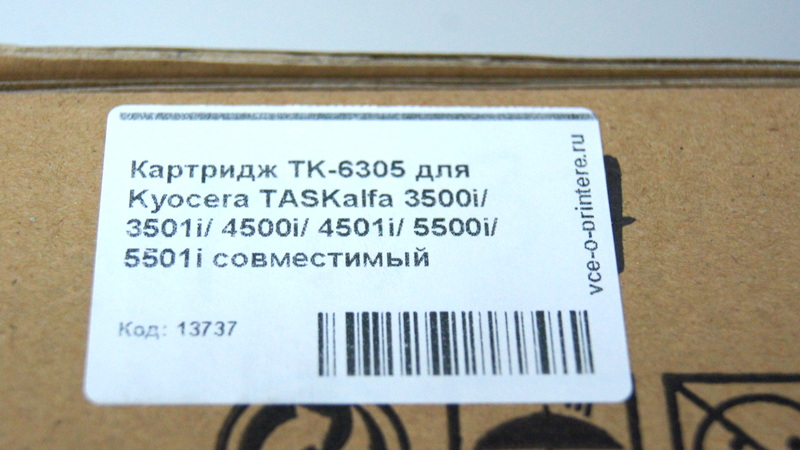 Картридж TK-6305 для
Kyocera TASKalfa 3500i/
3501i/ 4500i/ 4501i/ 5500i/
5501i совместимый
Код: 13737
vce-o-printere.ru